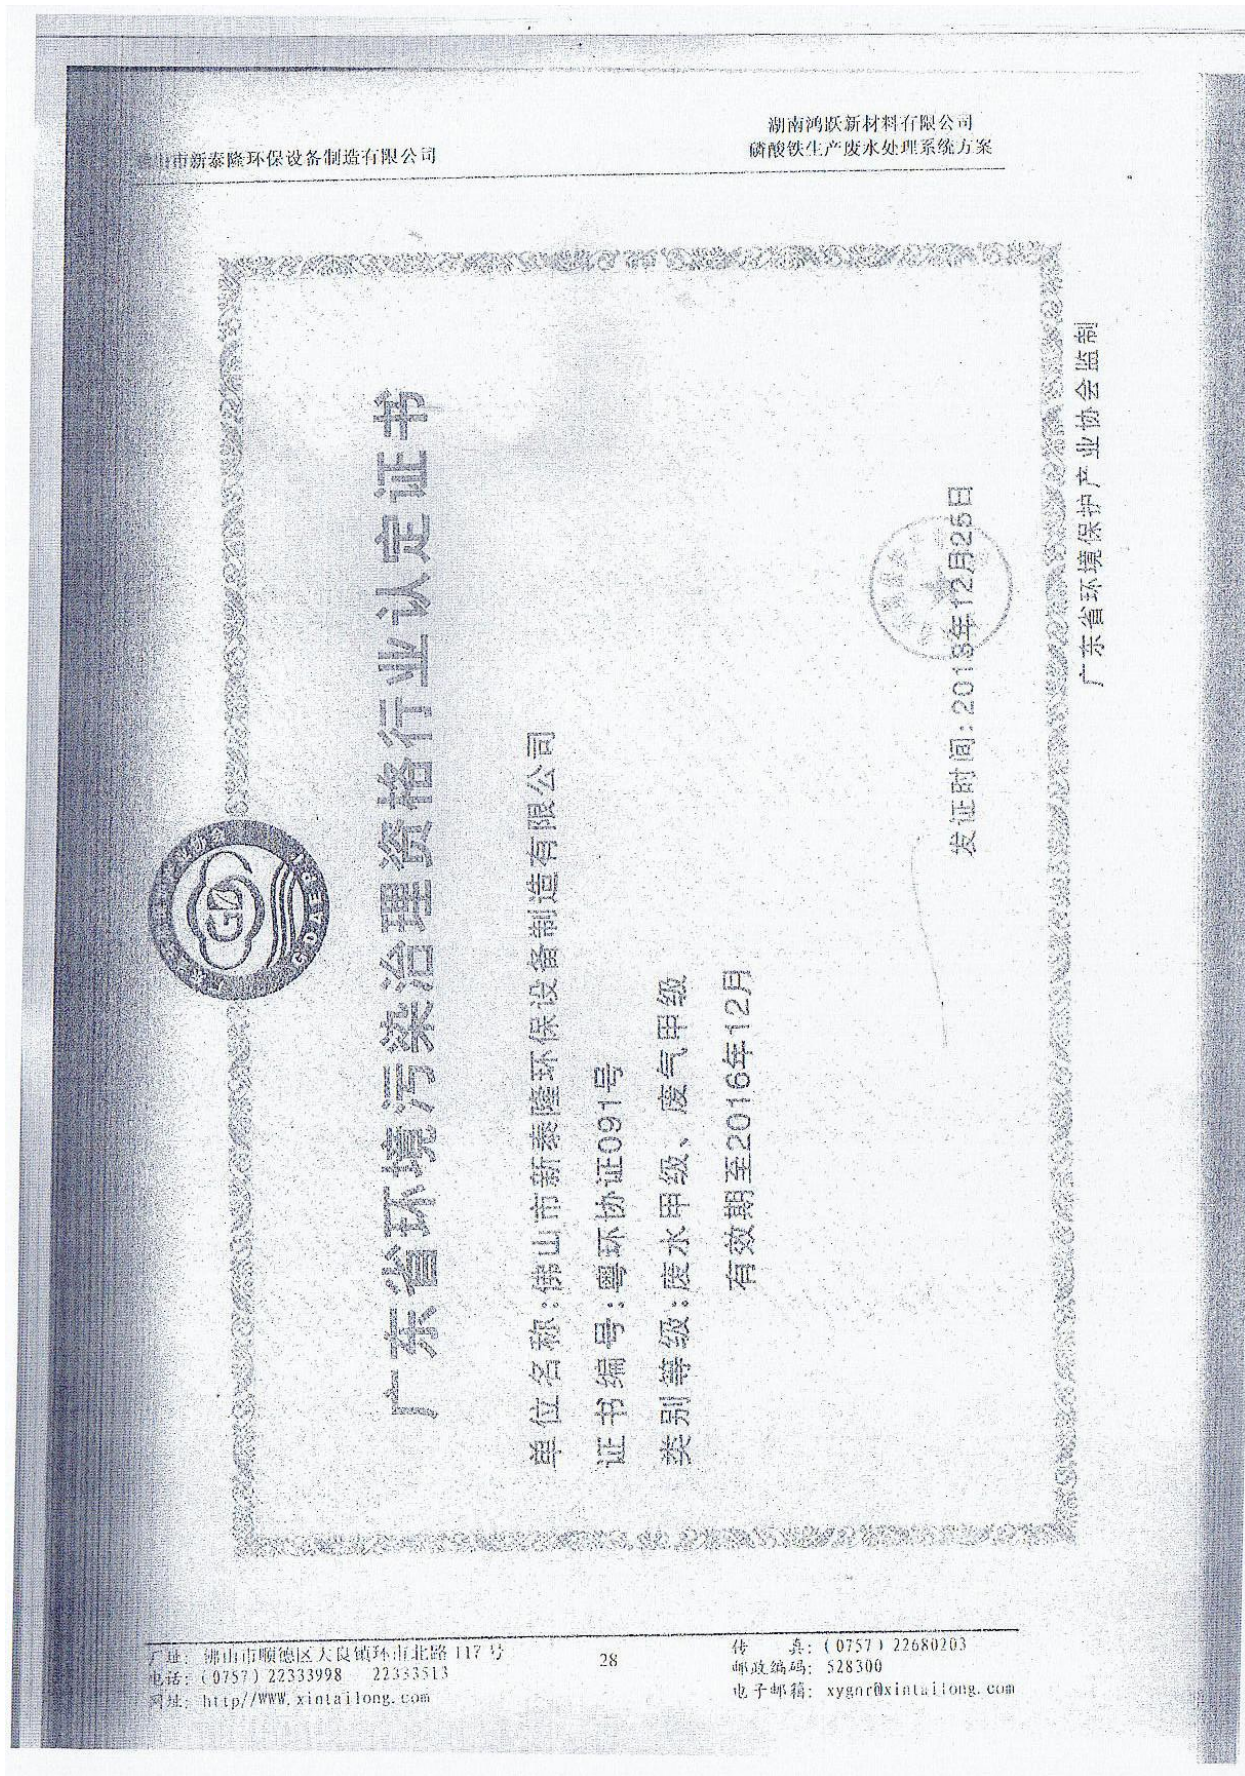 山市新泰隆环保设备制造有限公司
湖南鸿跃新材料有限公司
磷酸铁生产废水处理系统方案
GDAEPI
广东省环境污染治理资格行业认定证书
单位名称:佛山市新泰隆环保设备制造有限公司
证书编号:粤环协证091号
类别等级:废水甲级、废气甲级
有效期至2016年12月
发证时间:2013年12月25日
广东省环境保护产业协会监制
厂址: 佛山市顺德区大良镇环市北路 117 号
电话: (0757) 22333998 22333513
网址: http//WWW.xintailong.com
28
传 真: (0757) 22680203
邮政编码: 528300
电子邮箱: xygnr@xintailong.com